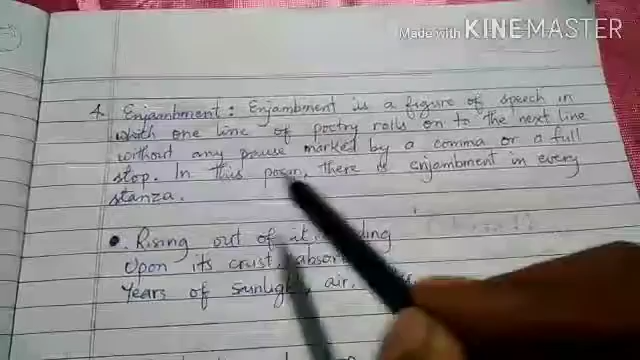 Made with KINEMASTER
4. Enjambment: Enjambment is a figure of speech in
which one line of poetry rolls on to the next line
without any pause marked by a comma or a full
stop. In this poem, there is enjambment in every
stanza.
Rising out of it,
Upon its crust,
Years of Sunlight, air,